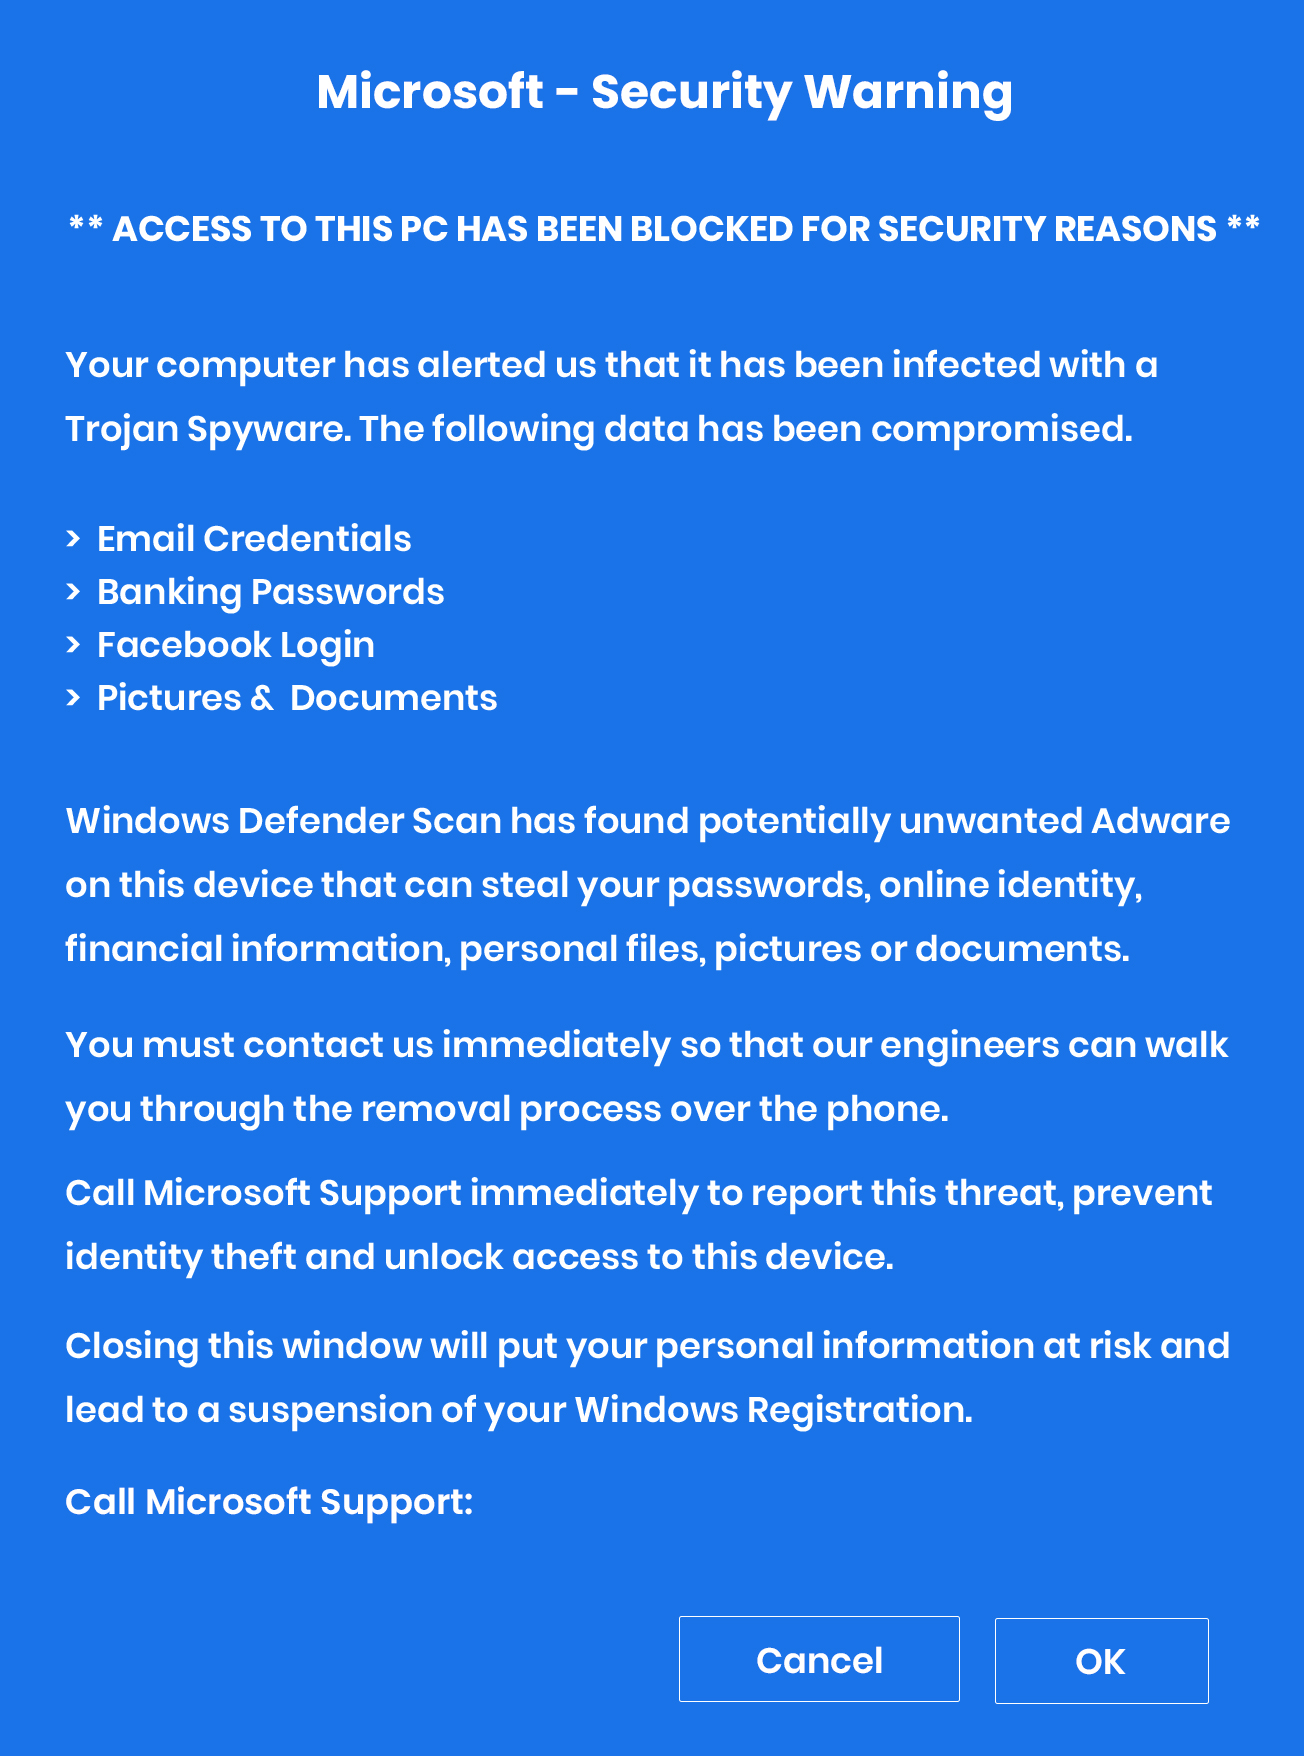 Microsoft - Security Warning
** ACCESS TO THIS PC HAS BEEN BLOCKED FOR SECURITY REASONS **
Your computer has alerted us that it has been infected with a
Trojan Spyware. The following data has been compromised.
> Email Credentials
> Banking Passwords
> Facebook Login
> Pictures & Documents
Windows Defender Scan has found potentially unwanted Adware
on this device that can steal your passwords, online identity,
financial information, personal files, pictures or documents.
You must contact us immediately so that our engineers can walk
you through the removal process over the phone.
Call Microsoft Support immediately to report this threat, prevent
identity theft and unlock access to this device.
Closing this window will put your personal information at risk and
lead to a suspension of your Windows Registration.
Call Microsoft Support:
Cancel
OK